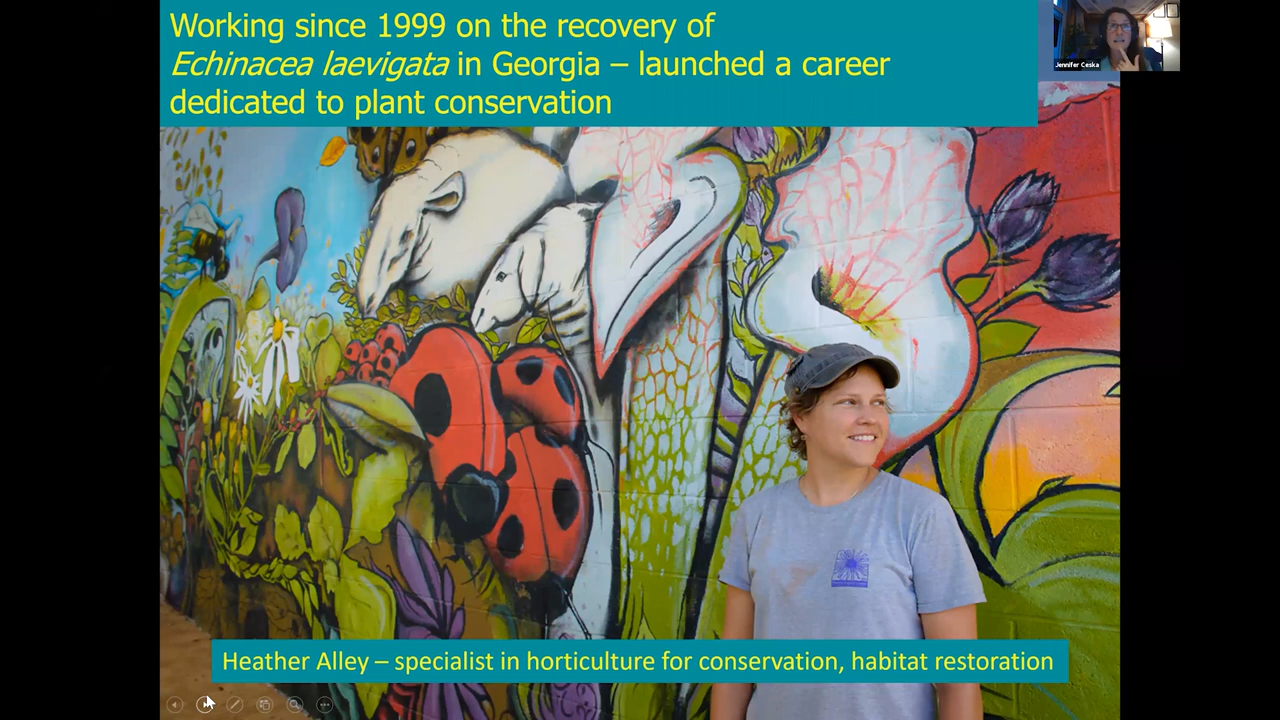 Working since 1999 on the recovery of
Echinacea laevigata in Georgia – launched a career
dedicated to plant conservation
Jennifer Ceska
Heather Alley – specialist in horticulture for conservation, habitat restoration